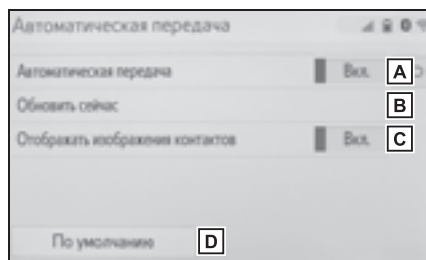 Автоматическая передача
Автоматическая передача Вкл. A
Обновить сейчас B
Отображать изображения контактов Вкл. C
По умолчанию D